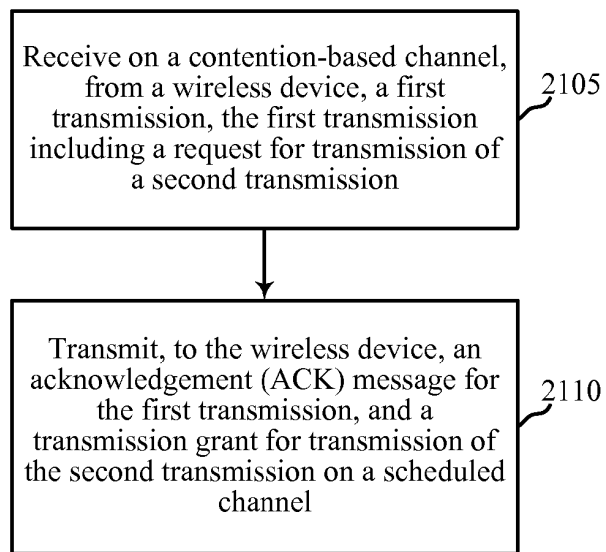 Receive on a contention-based channel,
from a wireless device, a first
transmission, the first transmission
including a request for transmission of
a second transmission
2105
Transmit, to the wireless device, an
acknowledgement (ACK) message for
the first transmission, and a
transmission grant for transmission of
the second transmission on a scheduled
channel
2110